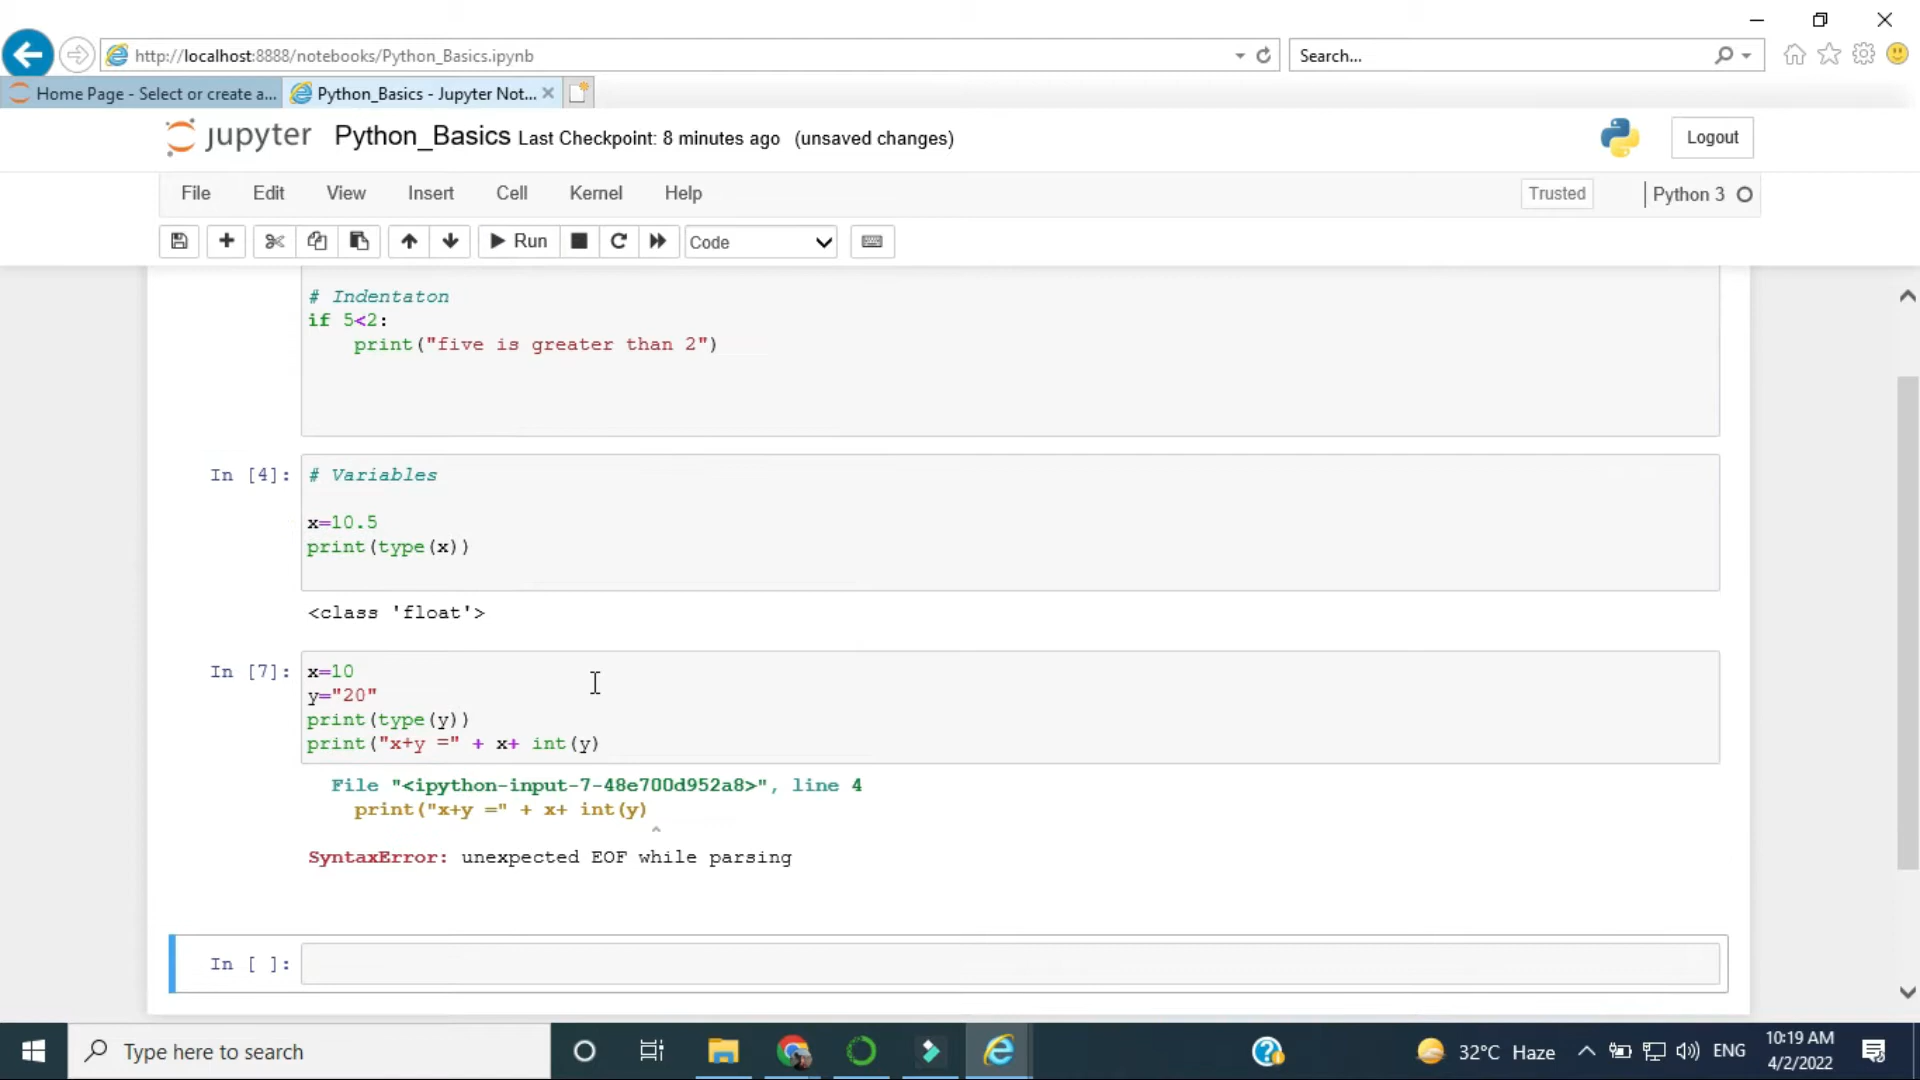 http://localhost:8888/notebooks/Python_Basics.ipynb
Search...
Home Page - Select or create a...
Python_Basics - Jupyter Not...
jupyter Python_Basics Last Checkpoint: 8 minutes ago (unsaved changes)
Logout
File Edit View Insert Cell Kernel Help
Trusted
Python 3
Run
Code
# Indentaton
if 5<2:
print("five is greater than 2")
In [4]: # Variables
x=10.5
print(type(x))
<class 'float'>
In [7]: x=10
y="20"
print(type(y))
print("x+y =" + x+ int(y)
File "<ipython-input-7-48e700d952a8>", line 4
print("x+y =" + x+ int(y)
^
SyntaxError: unexpected EOF while parsing
In [ ]:
Type here to search
32°C Haze
ENG
10:19 AM
4/2/2022